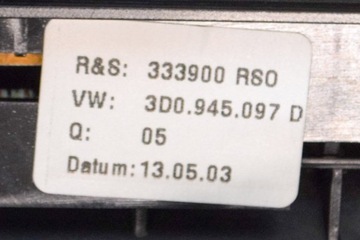 R&S: 333900 RSO
VW: 3D0.945.097 D
Q: 05
Datum: 13.05.03